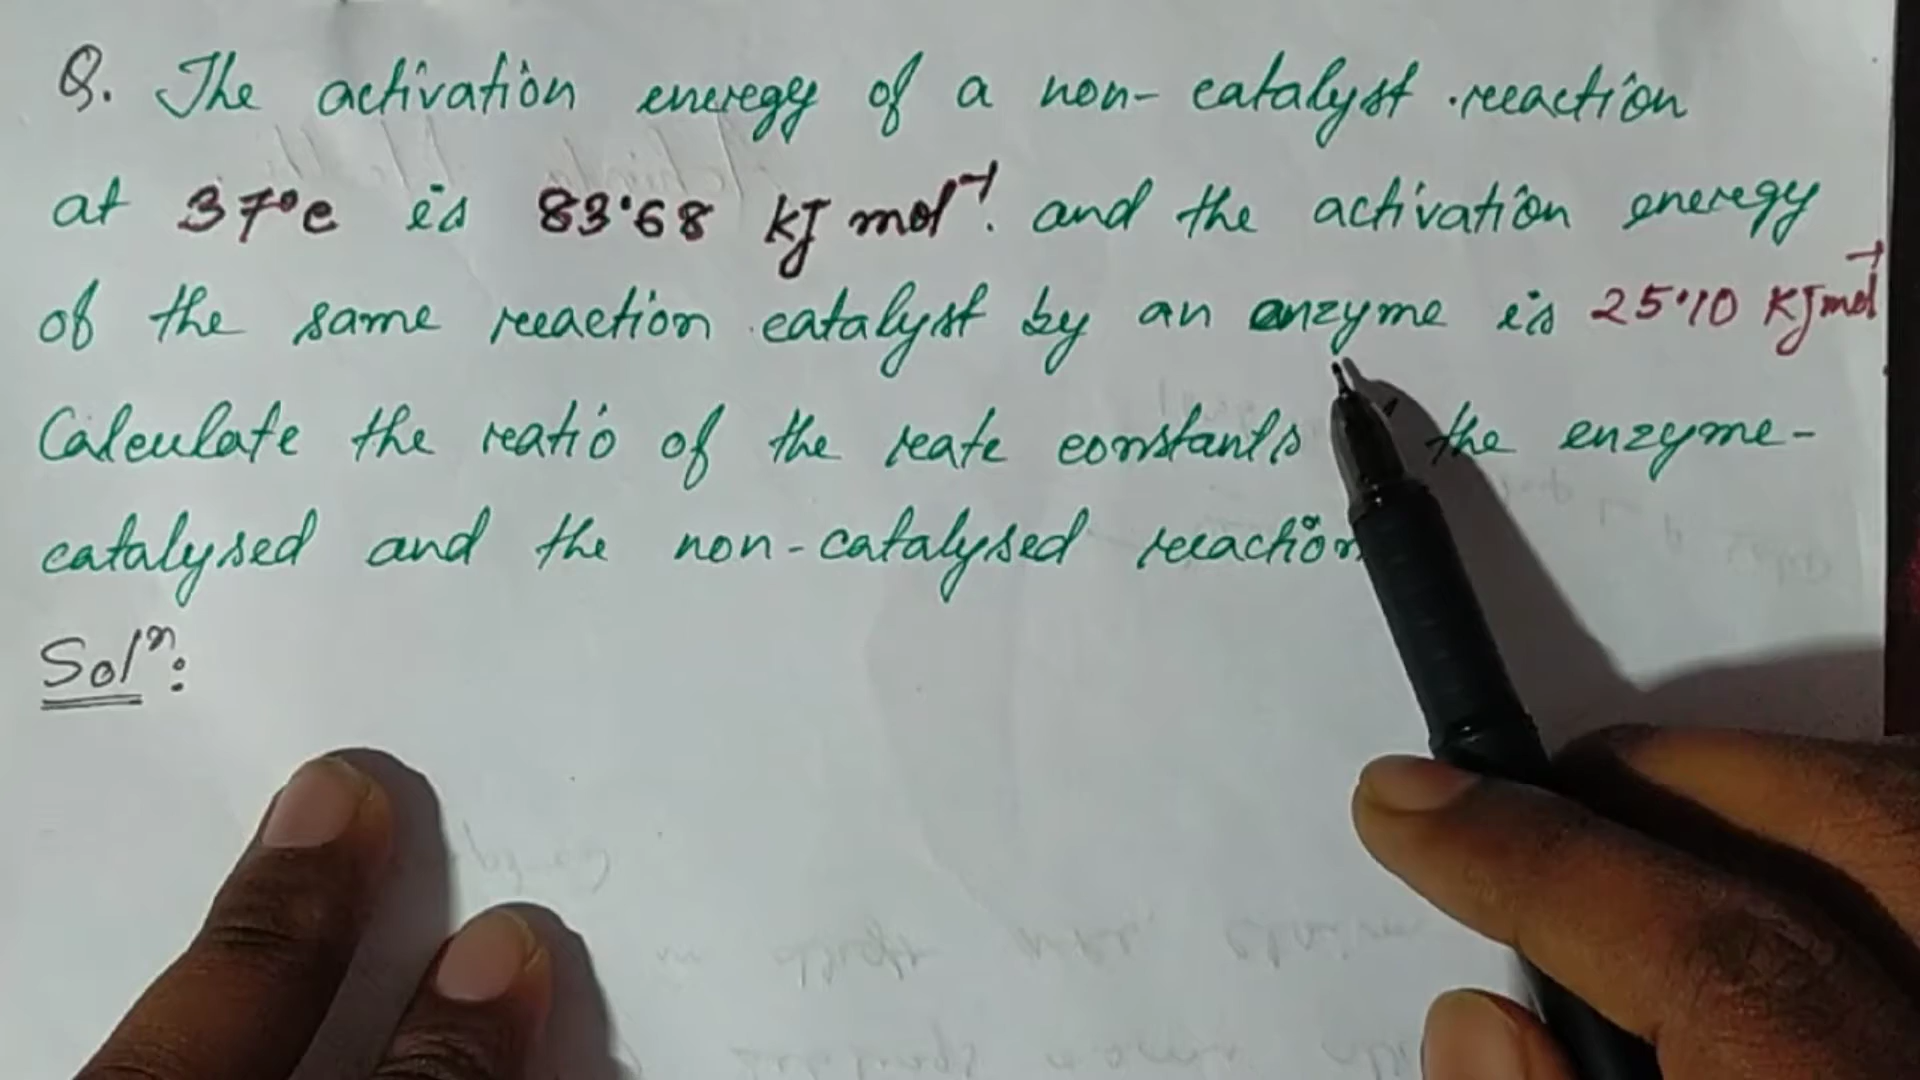 Q. The activation energy of a non-catalyst reaction
at 37°c is 83.68 kJ mol⁻¹. and the activation energy
of the same reaction catalyst by an enzyme is 25.10 KJ mol⁻¹
Calculate the ratio of the rate constants the enzyme-
catalysed and the non-catalysed reaction
Solⁿ: